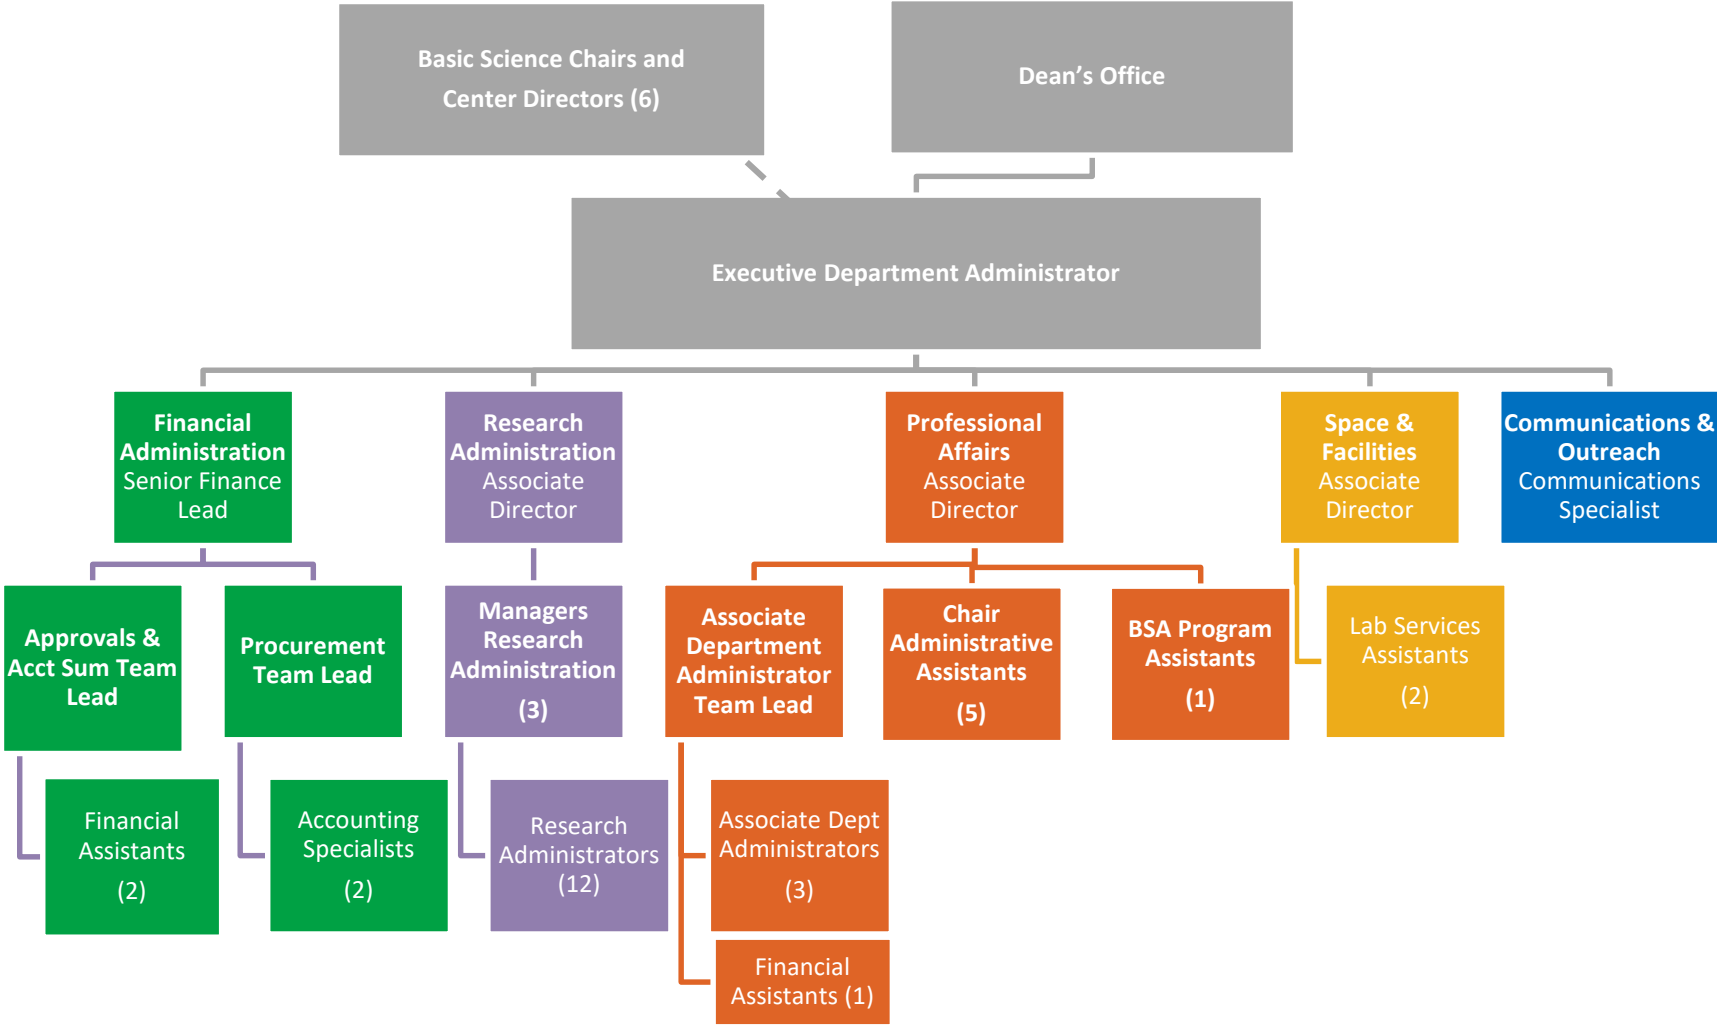 Basic Science Chairs and
Center Directors (6)
Dean’s Office
Executive Department Administrator
Financial
Administration
Senior Finance
Lead
Research
Administration
Associate
Director
Professional
Affairs
Associate
Director
Space &
Facilities
Associate
Director
Communications &
Outreach
Communications
Specialist
Approvals &
Acct Sum Team
Lead
Procurement
Team Lead
Managers
Research
Administration
(3)
Associate
Department
Administrator
Team Lead
Chair
Administrative
Assistants
(5)
BSA Program
Assistants
(1)
Lab Services
Assistants
(2)
Financial
Assistants
(2)
Accounting
Specialists
(2)
Research
Administrators
(12)
Associate Dept
Administrators
(3)
Financial
Assistants (1)